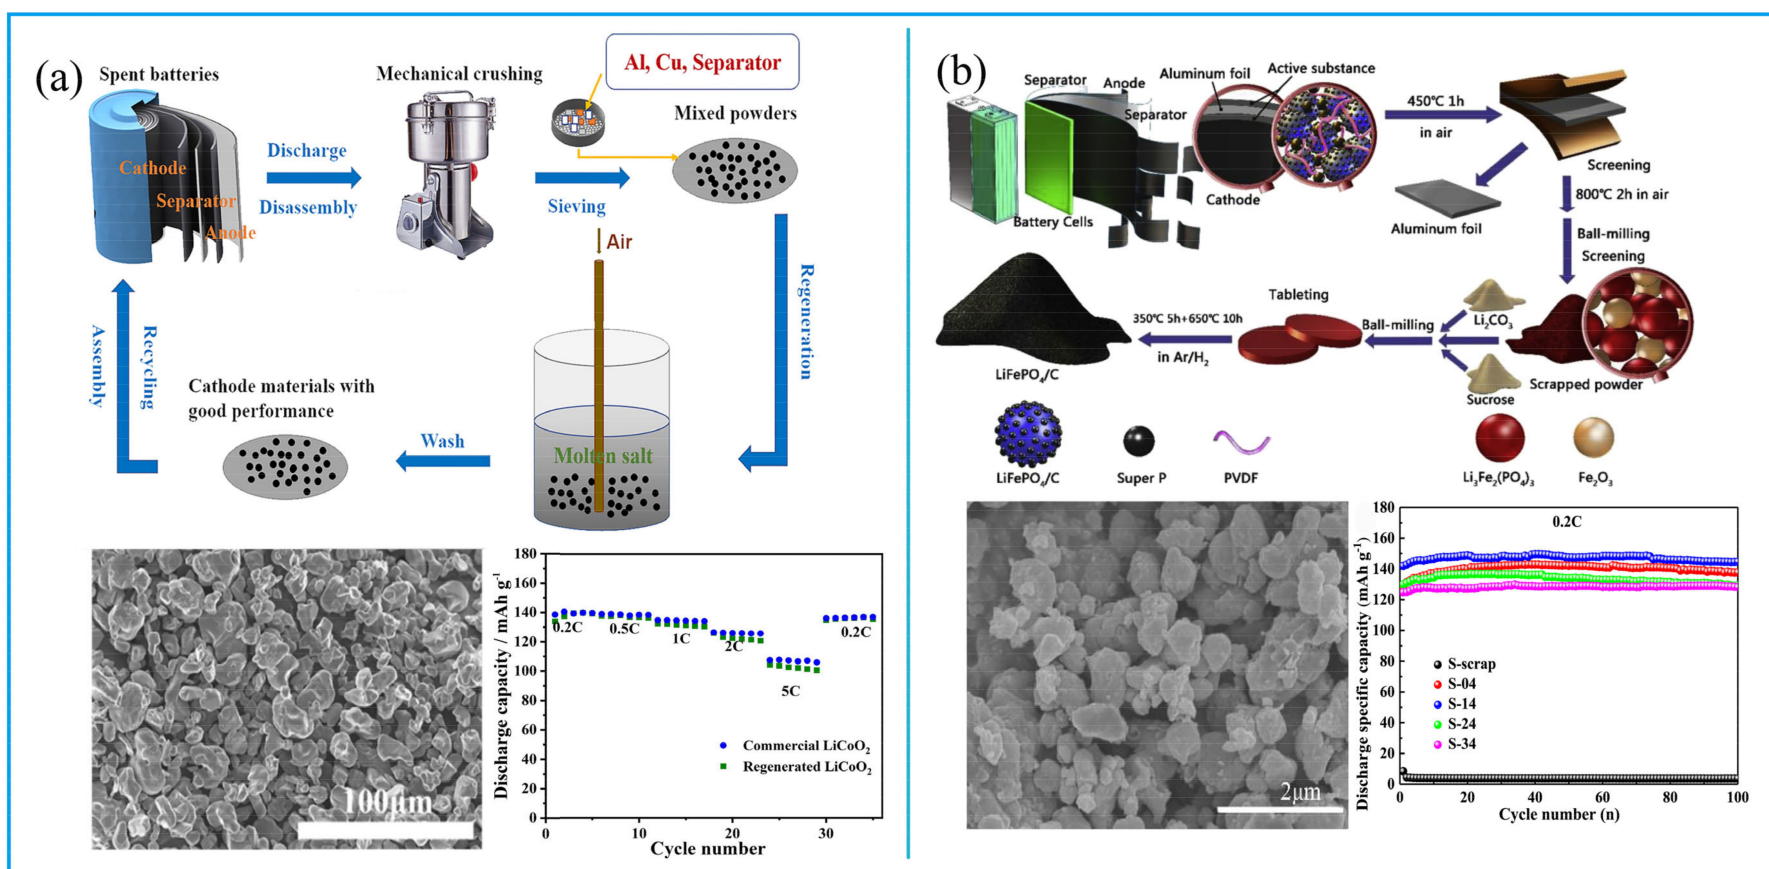 (a)
Spent batteries
Cathode
Separator
Anode
Discharge
Disassembly
Mechanical crushing
Al, Cu, Separator
Sieving
Mixed powders
Regeneration
Air
Molten salt
Wash
Cathode materials with
good performance
Recycling
Assembly
100μm
Discharge capacity / mAh g⁻¹
180
160
140
120
100
80
60
40
20
0
0.2C
0.5C
1C
2C
5C
0.2C
Commercial LiCoO₂
Regenerated LiCoO₂
0
10
20
30
Cycle number
(b)
Separator
Anode
Separator
Battery Cells
Aluminum foil
Active substance
Cathode
450℃ 1h
in air
Screening
Aluminum foil
800℃ 2h in air
Ball-milling
Screening
Scrapped powder
Li₂CO₃
Sucrose
Ball-milling
Tableting
350℃ 5h+650℃ 10h
in Ar/H₂
LiFePO₄/C
LiFePO₄/C
Super P
PVDF
Li₃Fe₂(PO₄)₃
Fe₂O₃
2μm
Discharge specific capacity (mAh g⁻¹)
180
160
140
120
100
80
60
40
20
0
0.2C
S-scrap
S-04
S-14
S-24
S-34
0
20
40
60
80
100
Cycle number (n)